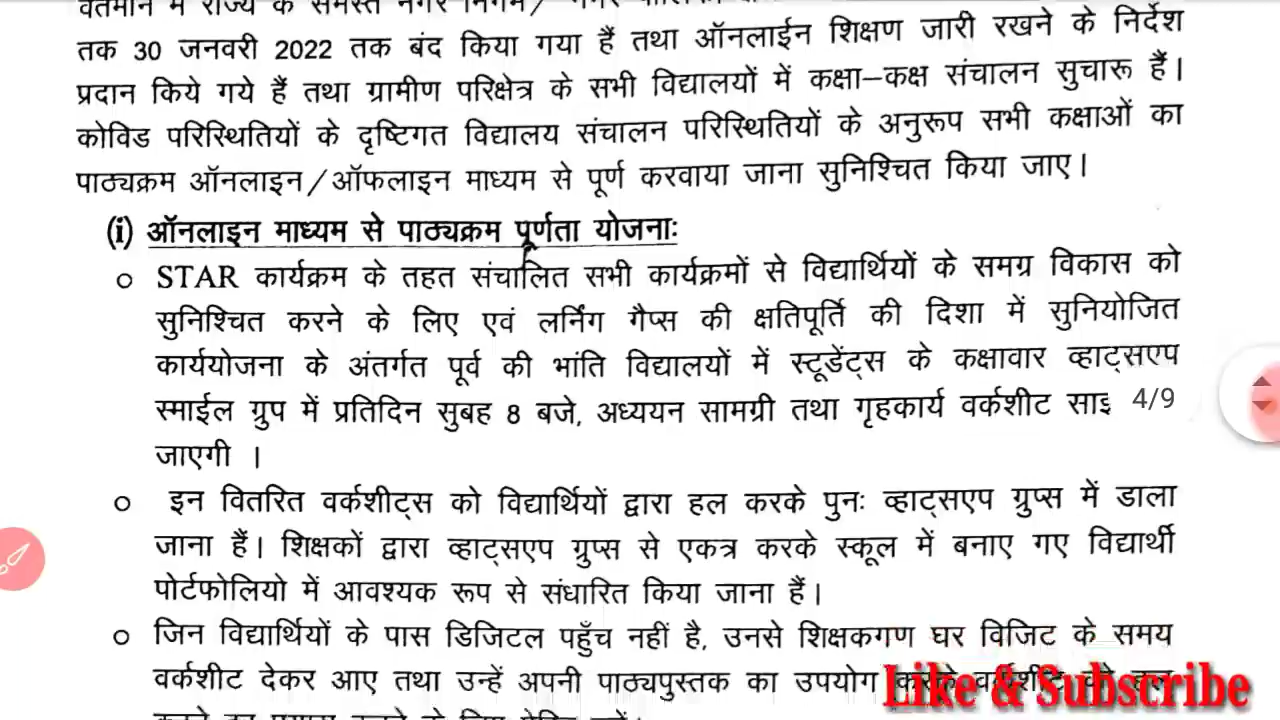 वर्तमान में राज्य के समस्त नगर निगम/
तक 30 जनवरी 2022 तक बंद किया गया हैं तथा ऑनलाईन शिक्षण जारी रखने के निर्देश
प्रदान किये गये हैं तथा ग्रामीण परिक्षेत्र के सभी विद्यालयों में कक्षा–कक्ष संचालन सुचारू हैं।
कोविड परिस्थितियों के दृष्टिगत विद्यालय संचालन परिस्थितियों के अनुरूप सभी कक्षाओं का
पाठ्यक्रम ऑनलाइन/ऑफलाइन माध्यम से पूर्ण करवाया जाना सुनिश्चित किया जाए।
(i) ऑनलाइन माध्यम से पाठ्यक्रम पूर्णता योजनाः
○ STAR कार्यक्रम के तहत संचालित सभी कार्यक्रमों से विद्यार्थियों के समग्र विकास को
सुनिश्चित करने के लिए एवं लर्निंग गैप्स की क्षतिपूर्ति की दिशा में सुनियोजित
कार्ययोजना के अंतर्गत पूर्व की भांति विद्यालयों में स्टूडेंट्स के कक्षावार व्हाट्सएप
स्माईल ग्रुप में प्रतिदिन सुबह 8 बजे, अध्ययन सामग्री तथा गृहकार्य वर्कशीट 4/9
जाएगी ।
○ इन वितरित वर्कशीट्स को विद्यार्थियों द्वारा हल करके पुनः व्हाट्सएप ग्रुप्स में डाला
जाना हैं। शिक्षकों द्वारा व्हाट्सएप ग्रुप्स से एकत्र करके स्कूल में बनाए गए विद्यार्थी
पोर्टफोलियो में आवश्यक रूप से संधारित किया जाना हैं।
○ जिन विद्यार्थियों के पास डिजिटल पहुँच नहीं है, उनसे शिक्षकगण घर विजिट के समय
वर्कशीट देकर आए तथा उन्हें अपनी पाठ्यपुस्तक का उपयोग
Like & Subscribe